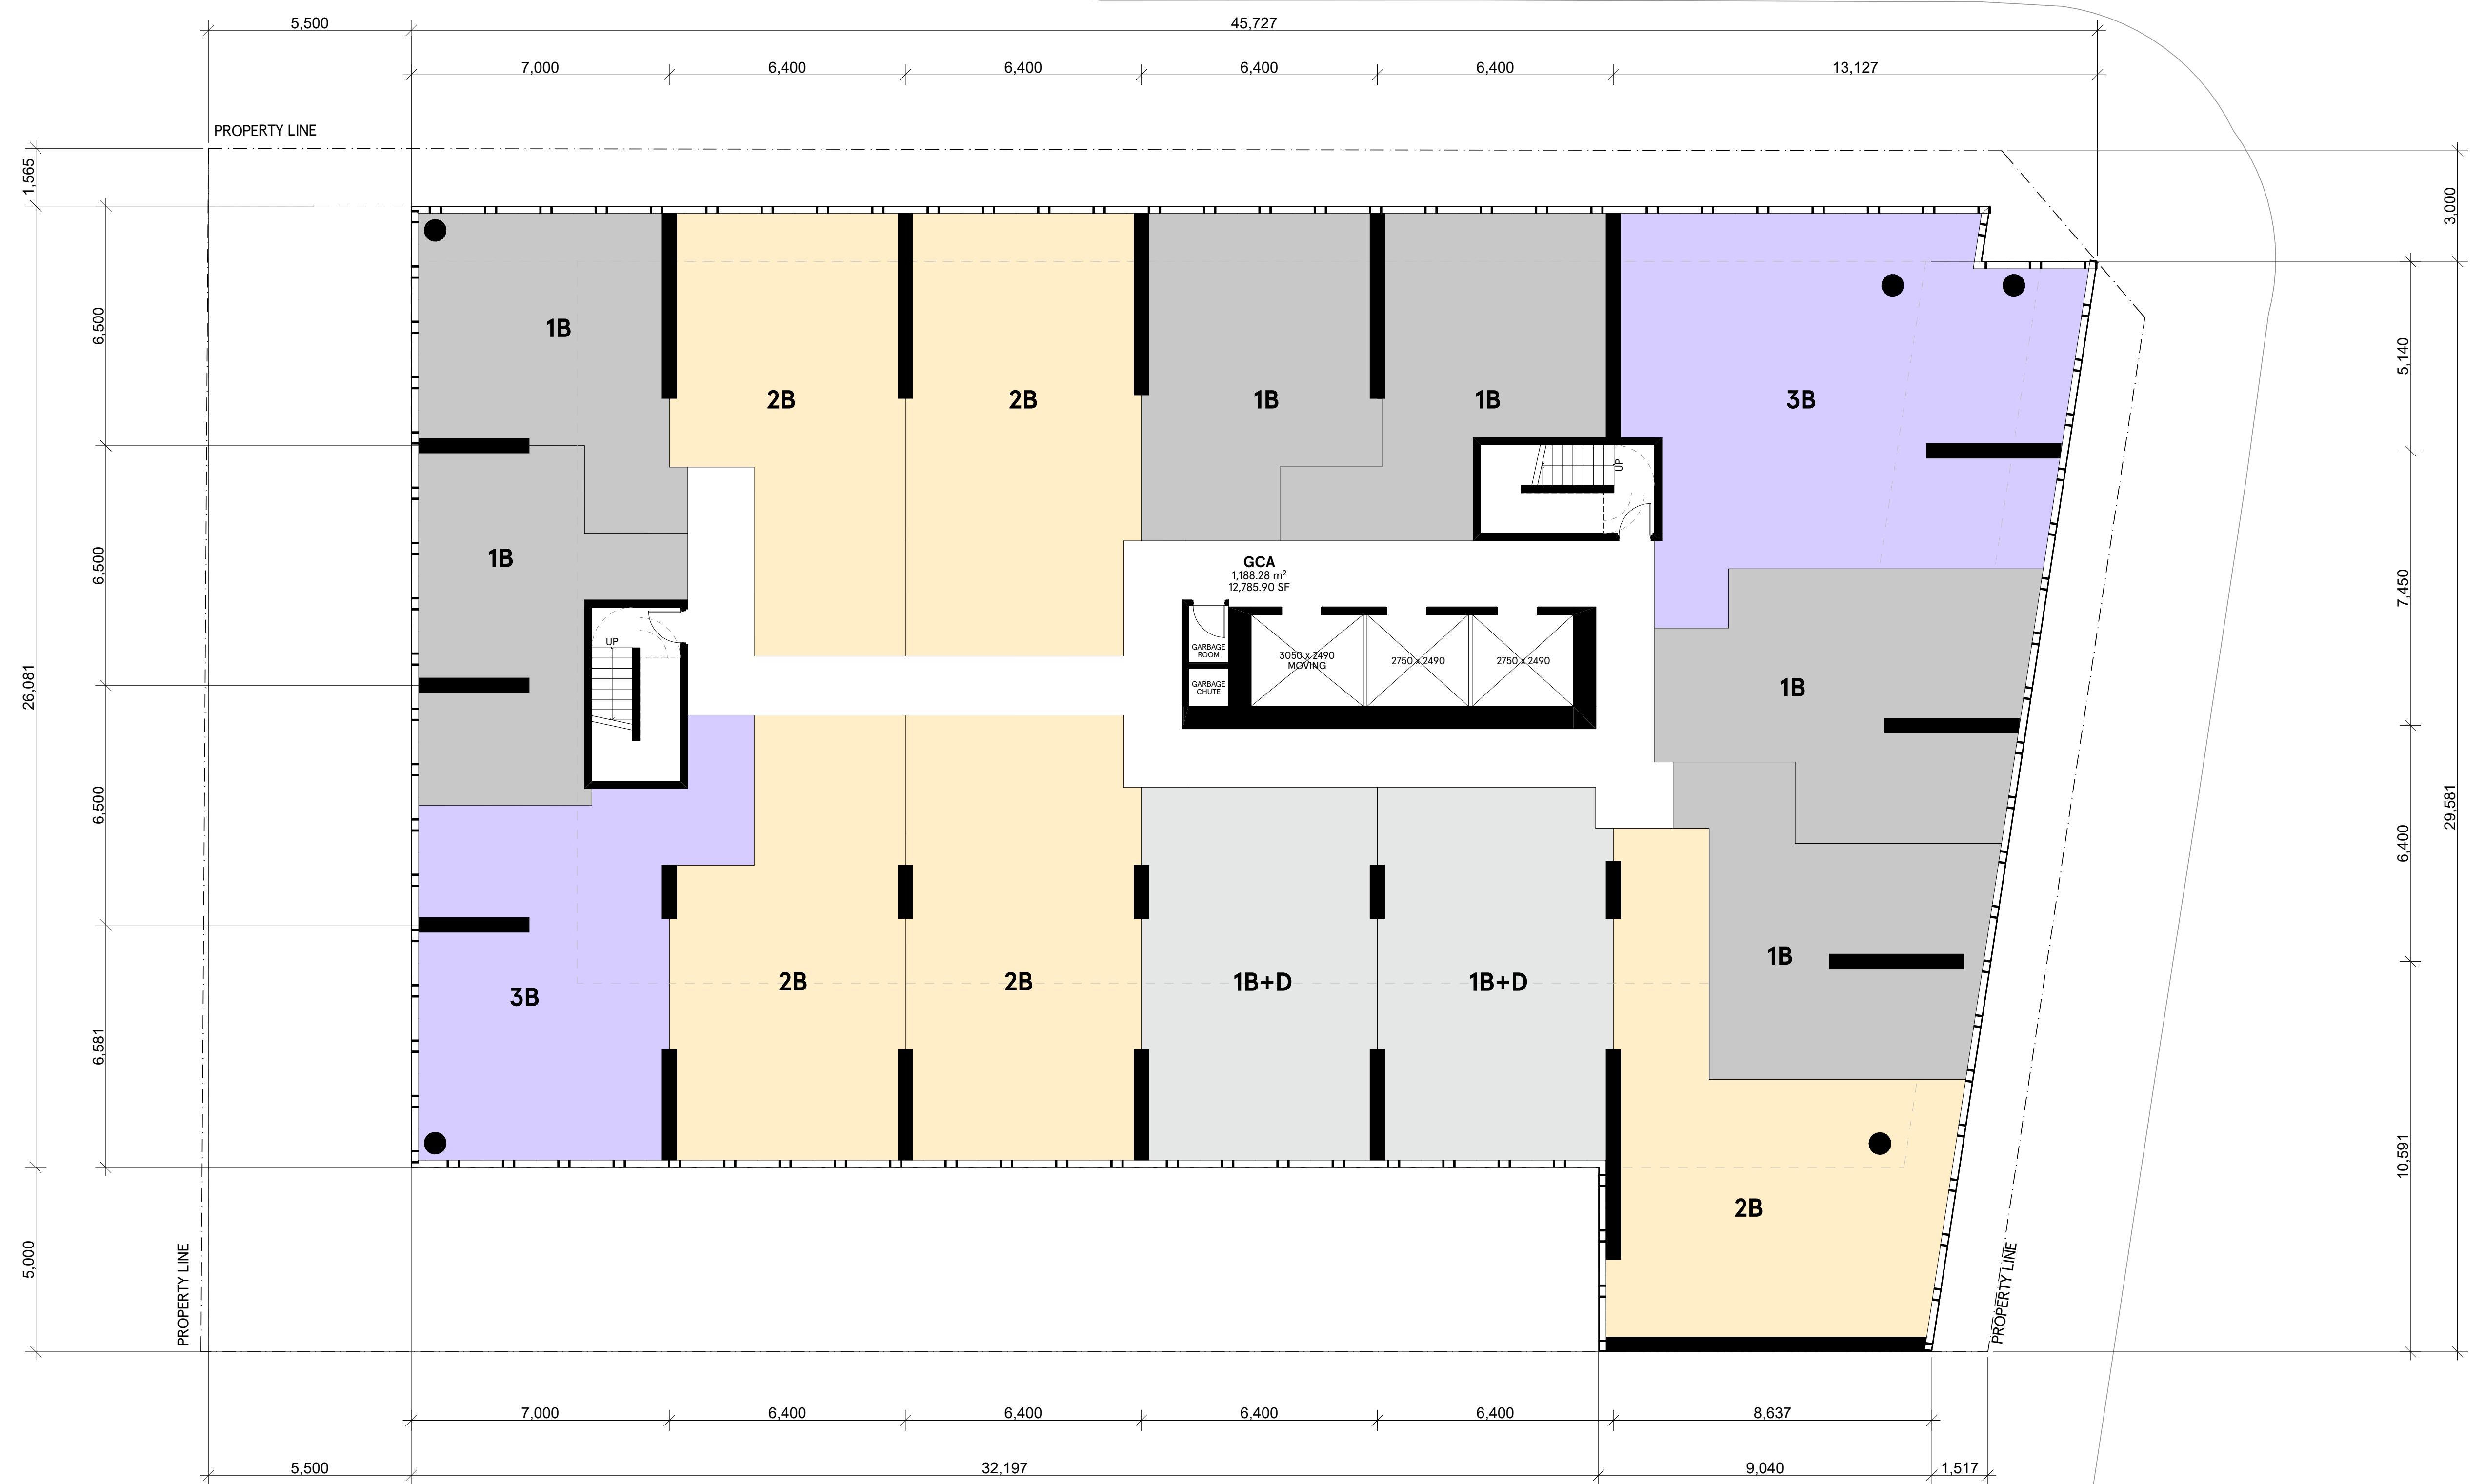 5,500
45,727
7,000
6,400
6,400
6,400
6,400
13,127
PROPERTY LINE
1,565
3,000
6,500
1B
5,140
2B
2B
1B
1B
3B
UP
6,500
1B
GCA
1,188.28 m²
12,785.90 SF
7,450
UP
GARBAGE
ROOM
3050 x 2490
MOVING
2750 x 2490
2750 x 2490
GARBAGE
CHUTE
1B
26,081
6,500
29,581
6,400
1B
3B
2B
2B
1B+D
1B+D
6,581
10,591
2B
5,000
PROPERTY LINE
PROPERTY LINE
7,000
6,400
6,400
6,400
6,400
8,637
5,500
32,197
9,040
1,517